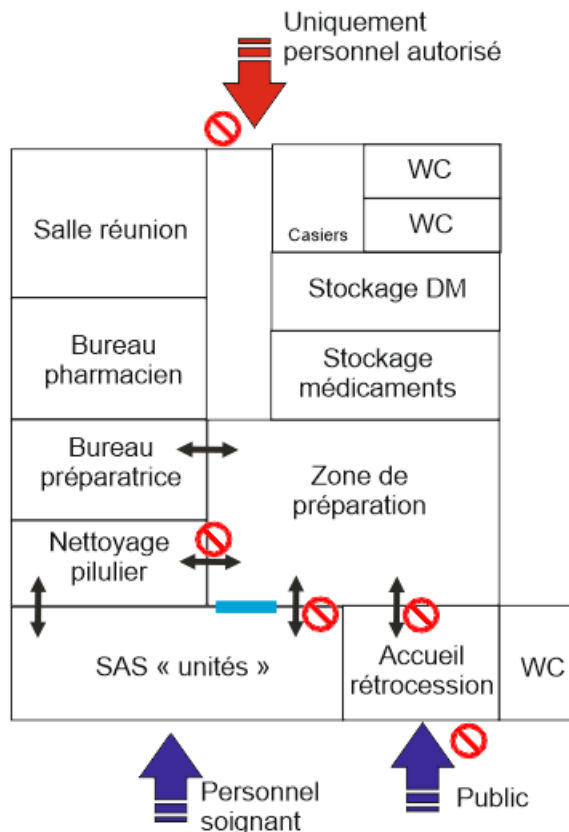 Uniquement
personnel autorisé
WC
WC
Salle réunion
Casiers
Stockage DM
Bureau
pharmacien
Stockage
médicaments
Bureau
préparatrice
Zone de
préparation
Nettoyage
pilulier
SAS « unités »
Accueil
rétrocession
WC
Personnel
soignant
Public